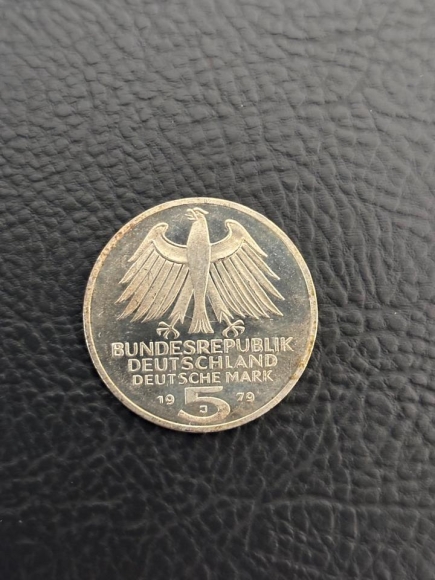 BUNDESREPUBLIK
DEUTSCHLAND
DEUTSCHE MARK
19 5 79
J